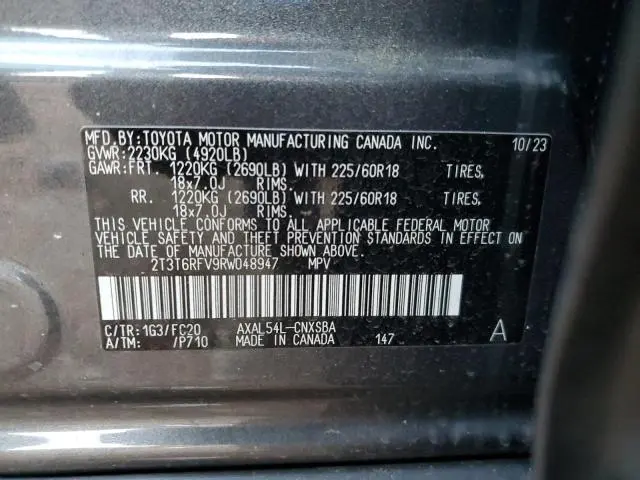 MFD.BY:TOYOTA MOTOR MANUFACTURING CANADA INC. 10/23
GVWR:2230KG (4920LB)
GAWR:FRT. 1220KG (2690LB) WITH 225/60R18 TIRES,
18x7.0J RIMS.
RR. 1220KG (2690LB) WITH 225/60R18 TIRES,
18x7.0J RIMS.
THIS VEHICLE CONFORMS TO ALL APPLICABLE FEDERAL MOTOR
VEHICLE SAFETY AND THEFT PREVENTION STANDARDS IN EFFECT ON
THE DATE OF MANUFACTURE SHOWN ABOVE.
2T3T6RFV9RW048947 MPV
C/TR:1G3/FC20 AXAL54L-CNXSBA A
A/TM: /P710 MADE IN CANADA 147